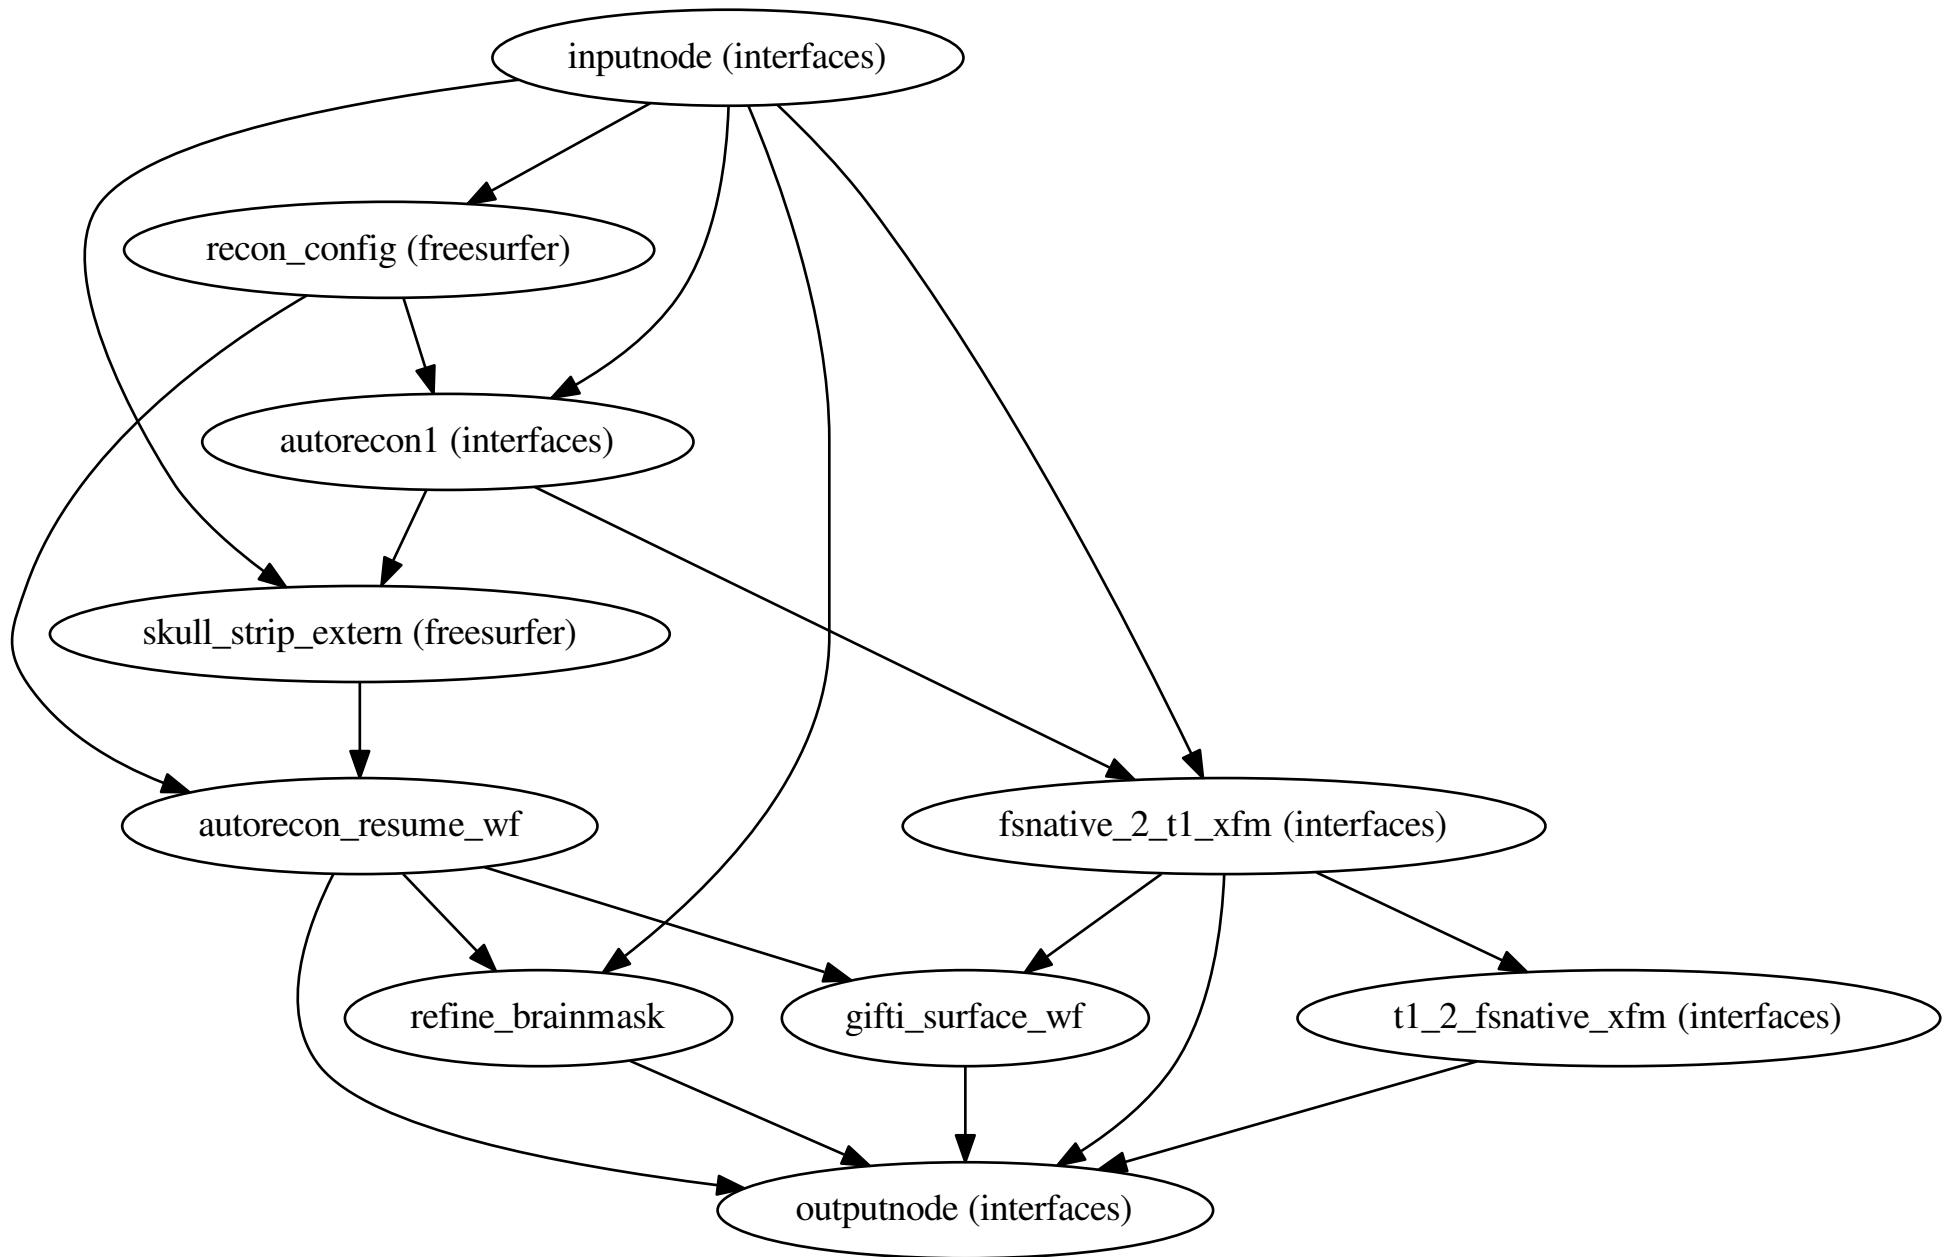 inputnode (interfaces)
recon_config (freesurfer)
autorecon1 (interfaces)
skull_strip_extern (freesurfer)
autorecon_resume_wf
fsnative_2_t1_xfm (interfaces)
refine_brainmask
gifti_surface_wf
t1_2_fsnative_xfm (interfaces)
outputnode (interfaces)